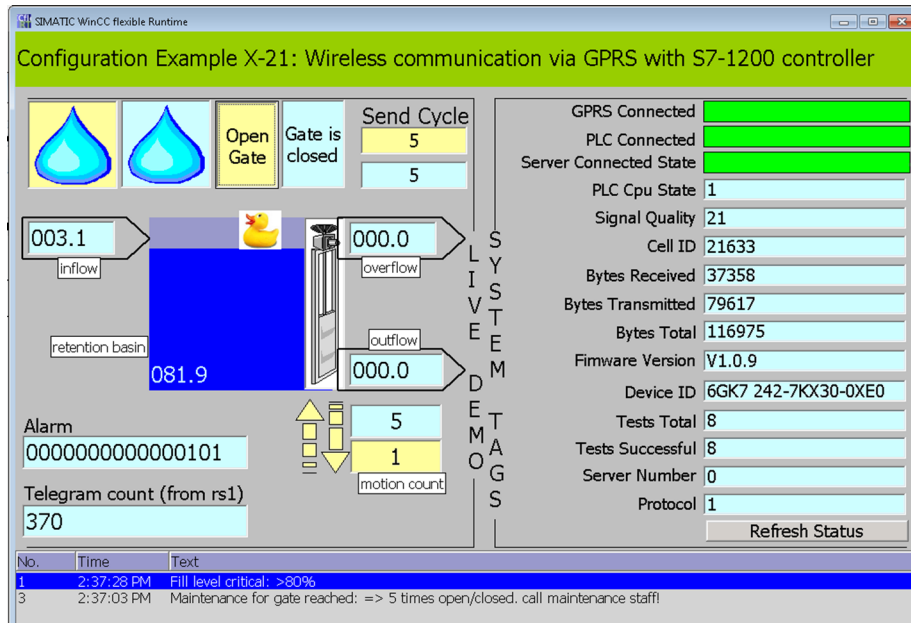 SIMATIC WinCC flexible Runtime
Configuration Example X-21: Wireless communication via GPRS with S7-1200 controller
Open
Gate
Gate is
closed
Send Cycle
5
5
003.1
inflow
000.0
overflow
retention basin
081.9
outflow
000.0
Alarm
0000000000000101
5
1
motion count
Telegram count (from rs1)
370
LIVE DEMO
SYSTEM TAGS
GPRS Connected
PLC Connected
Server Connected State
PLC Cpu State 1
Signal Quality 21
Cell ID 21633
Bytes Received 37358
Bytes Transmitted 79617
Bytes Total 116975
Fimware Version V1.0.9
Device ID 6GK7 242-7KX30-0XE0
Tests Total 8
Tests Successful 8
Server Number 0
Protocol 1
Refresh Status
No. Time Text
1 2:37:28 PM Fill level critical: >80%
3 2:37:03 PM Maintenance for gate reached: => 5 times open/closed. call maintenance staff!